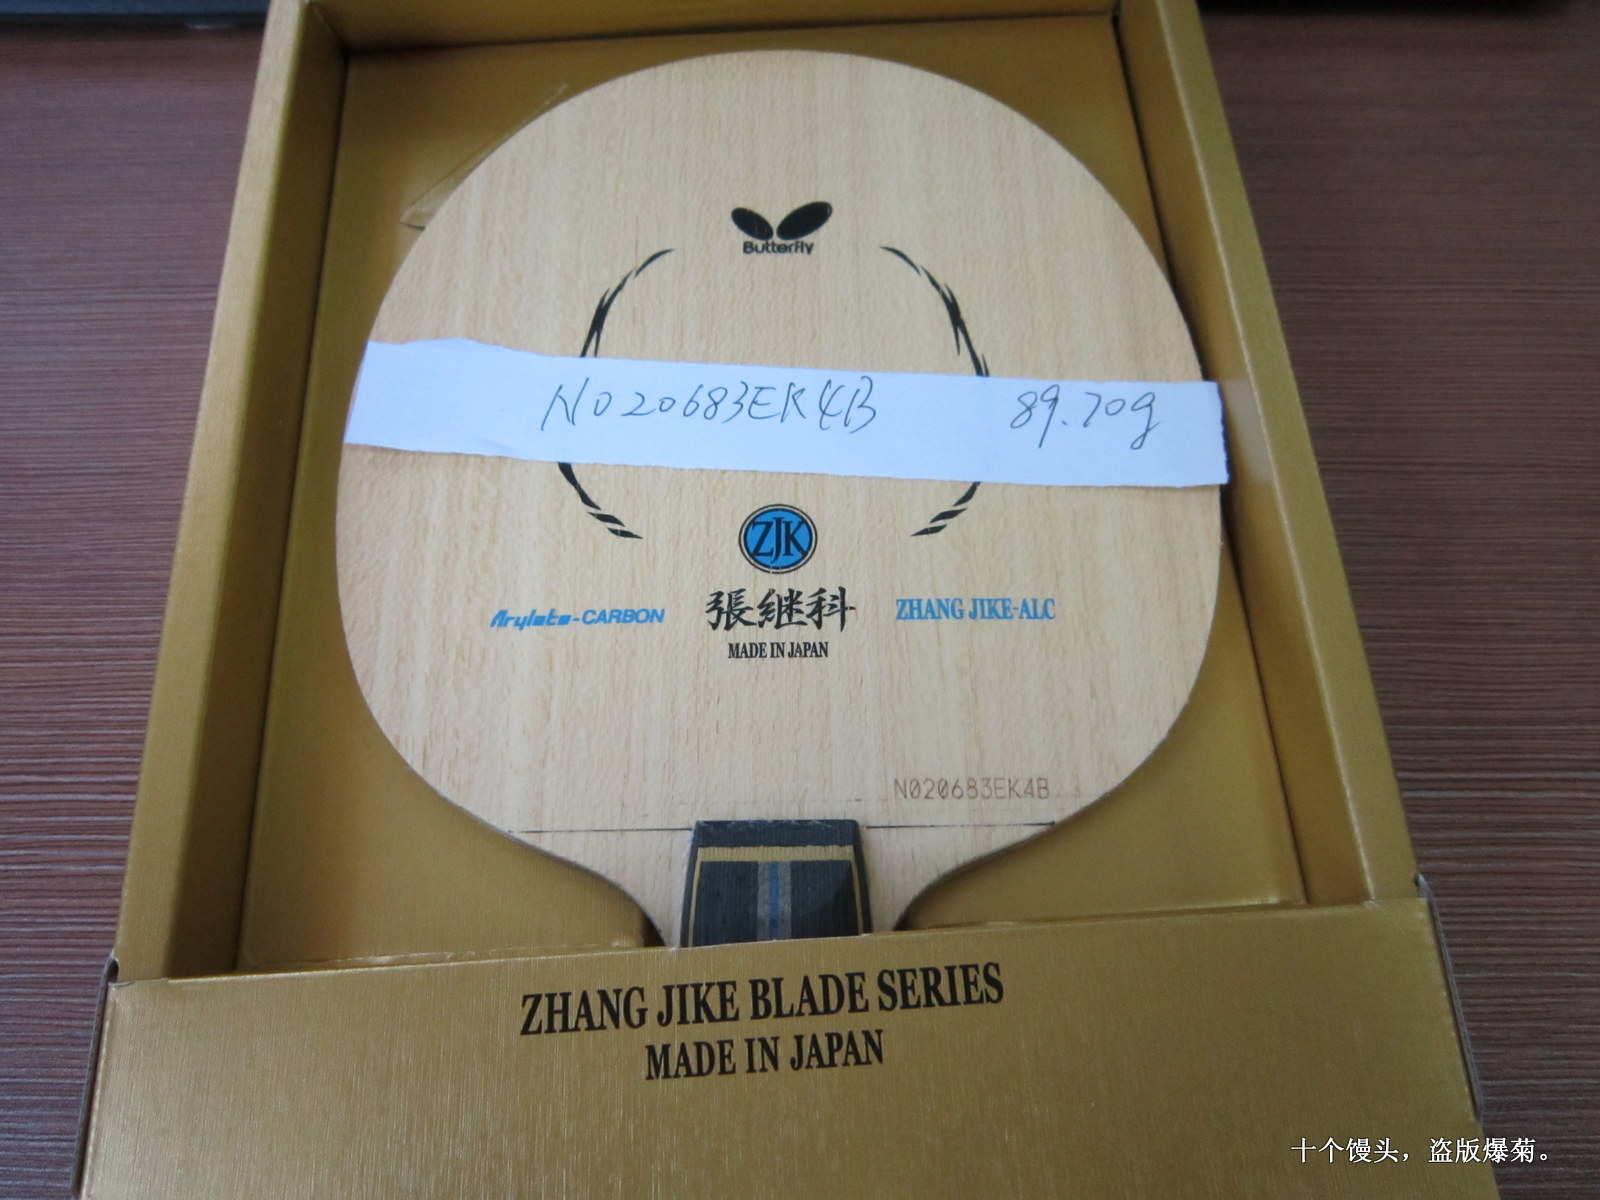 Butterfly
N020683EK4B 89.70g
ZJK
Arylate-CARBON 張継科 ZHANG JIKE-ALC
MADE IN JAPAN
N020683EK4B
ZHANG JIKE BLADE SERIES
MADE IN JAPAN
十个馒头，盗版爆菊。